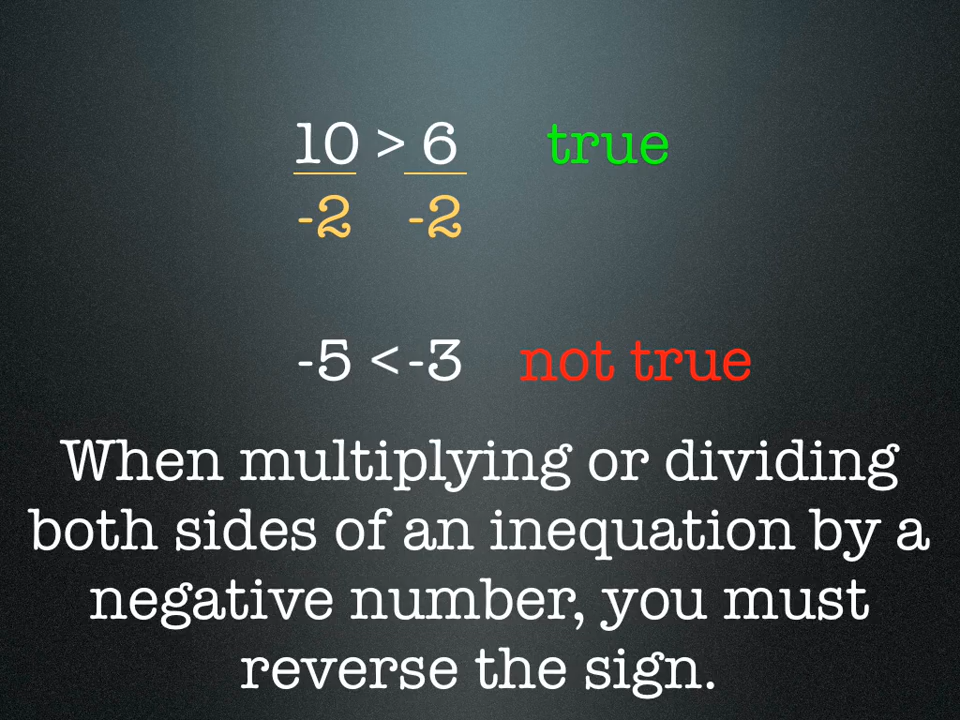 10 > 6 true
-2 -2
-5 < -3 not true
When multiplying or dividing
both sides of an inequation by a
negative number, you must
reverse the sign.